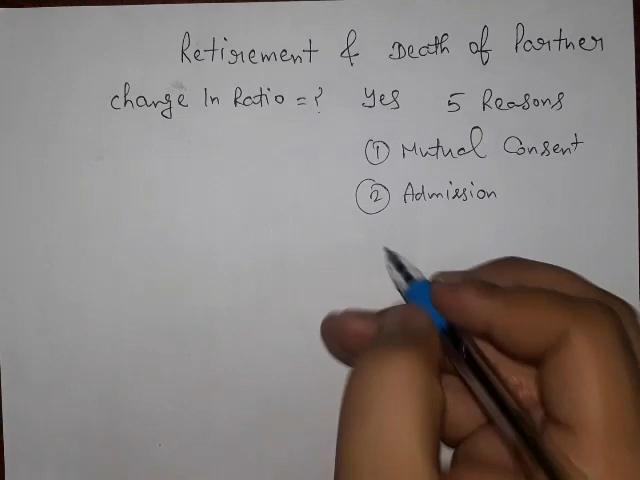 Retirement & Death of Partner
Change In Ratio = ? Yes 5 Reasons
① Mutual Consent
② Admission